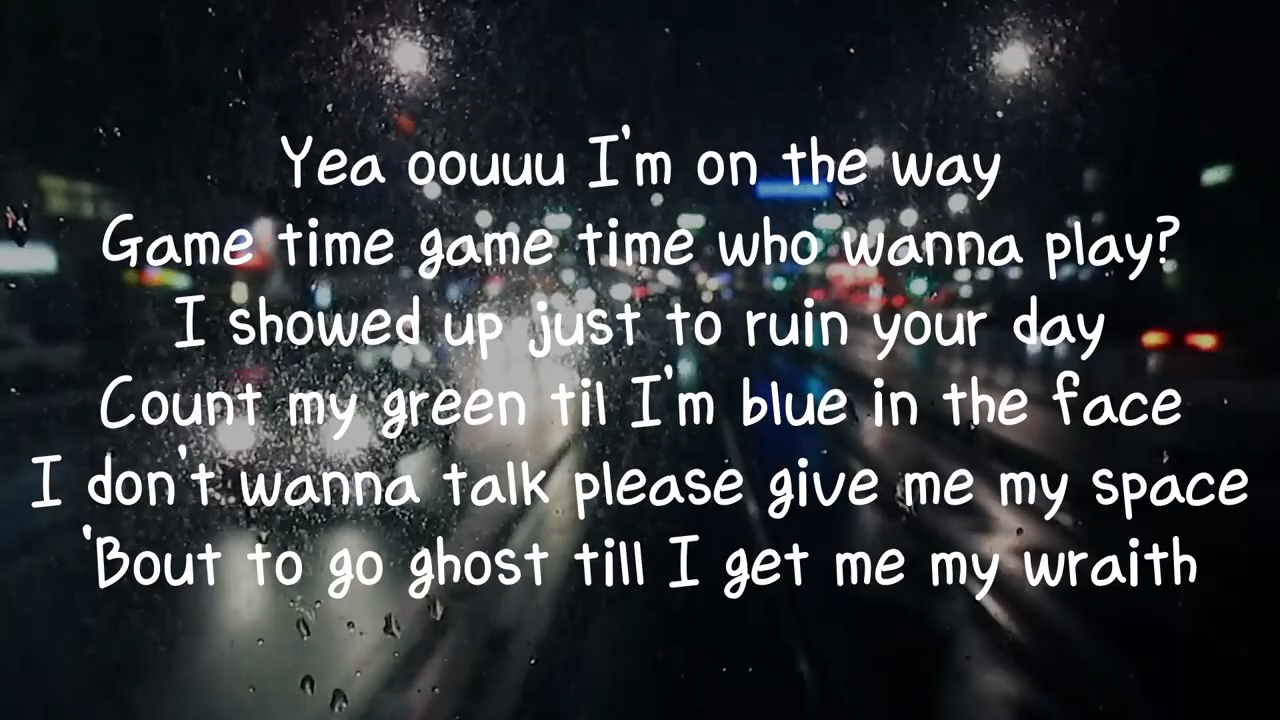 Yea oouuu I'm on the way
Game time game time who wanna play?
I showed up just to ruin your day
Count my green til I'm blue in the face
I don't wanna talk please give me my space
'Bout to go ghost till I get me my wraith